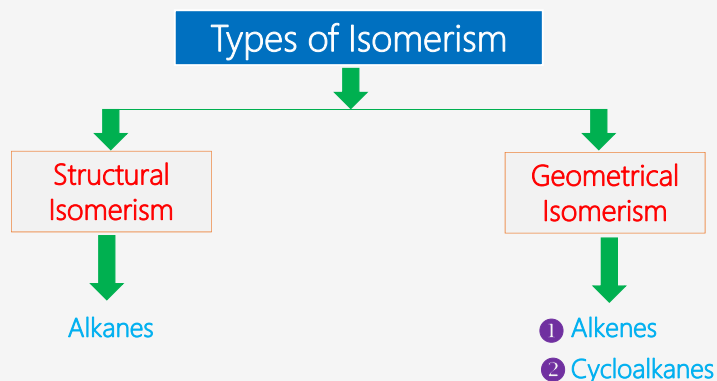 Types of Isomerism
Structural
Isomerism
Geometrical
Isomerism
Alkanes
1 Alkenes
2 Cycloalkanes